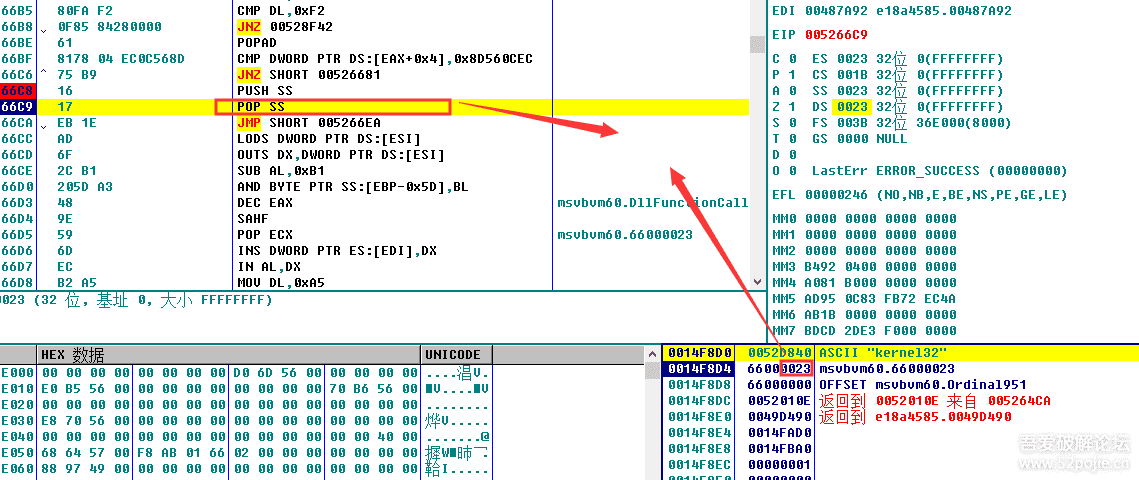 66B5 80FA F2 CMP DL,0xF2
66B8 0F85 84280000 JNZ 00528F42
66BE 61 POPAD
66BF 8178 04 EC0C568D CMP DWORD PTR DS:[EAX+0x4],0x8D560CEC
66C6 75 B9 JNZ SHORT 00526681
66C8 16 PUSH SS
66C9 17 POP SS
66CA EB 1E JMP SHORT 005266EA
66CC AD LODS DWORD PTR DS:[ESI]
66CD 6F OUTS DX,DWORD PTR DS:[ESI]
66CE 2C B1 SUB AL,0xB1
66D0 205D A3 AND BYTE PTR SS:[EBP-0x5D],BL
66D3 48 DEC EAX msvbvm60.DllFunctionCall
66D4 9E SAHF
66D5 59 POP ECX msvbvm60.66000023
66D6 6D INS DWORD PTR ES:[EDI],DX
66D7 EC IN AL,DX
66D8 B2 A5 MOV DL,0xA5
0023 (32 位, 基址 0, 大小 FFFFFFFF)
EDI 00487A92 e18a4585.00487A92
EIP 005266C9
C 0 ES 0023 32位 0(FFFFFFFF)
P 1 CS 001B 32位 0(FFFFFFFF)
A 0 SS 0023 32位 0(FFFFFFFF)
Z 1 DS 0023 32位 0(FFFFFFFF)
S 0 FS 003B 32位 36E000(8000)
T 0 GS 0000 NULL
D 0
O 0 LastErr ERROR_SUCCESS (00000000)
EFL 00000246 (NO,NB,E,BE,NS,PE,GE,LE)
MM0 0000 0000 0000 0000
MM1 0000 0000 0000 0000
MM2 0000 0000 0000 0000
MM3 B492 0400 0000 0000
MM4 A081 B000 0000 0000
MM5 AD95 0C83 FB72 EC4A
MM6 AB1B 0000 0000 0000
MM7 BDCD 2DE3 F000 0000
HEX 数据 UNICODE
E000 00 00 00 00 00 00 00 00 D0 6D 56 00 00 00 00 00 ....温V.
E010 E0 B5 56 00 00 00 00 00 00 00 00 00 70 B6 56 00
E020 00 00 00 00 00 00 00 00 00 00 00 00 00 00 00 00 ........
E030 E8 70 56 00 00 00 00 00 00 00 00 00 00 00 00 00 烨V.....
E040 00 00 00 00 00 00 00 00 00 00 00 00 00 00 40 00 .......@
E050 68 64 57 00 F8 AB 01 66 02 00 00 00 00 00 00 00
E060 88 97 49 00 00 00 00 00 00 00 00 00 00 00 00 00 鞈I.....
0014F8D0 0052D840 ASCII "kernel32"
0014F8D4 66000023 msvbvm60.66000023
0014F8D8 66000000 OFFSET msvbvm60.Ordinal951
0014F8DC 0052010E 返回到 0052010E 来自 005264CA
0014F8E0 0049D490 返回到 e18a4585.0049D490
0014F8E4 0014FAD0
0014F8E8 0014FBA0
0014F8EC 00000001
吾爱破解论坛
www.52pojie.cn